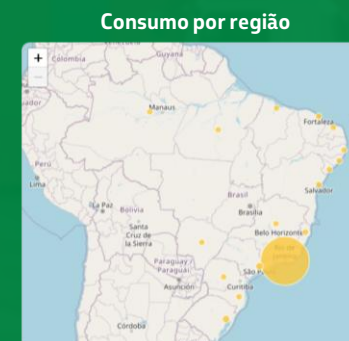 Consumo por região
+
−
Colombia
Guyana
Manaus
Fortaleza
Perú
Lima
Brasil
Salvador
La Paz
Bolivia
Brasília
Santa
Cruz de
la Sierra
Belo Horizonte
Paraguay /
Paraguái
São P
Asunción
Curitiba
Córdoba